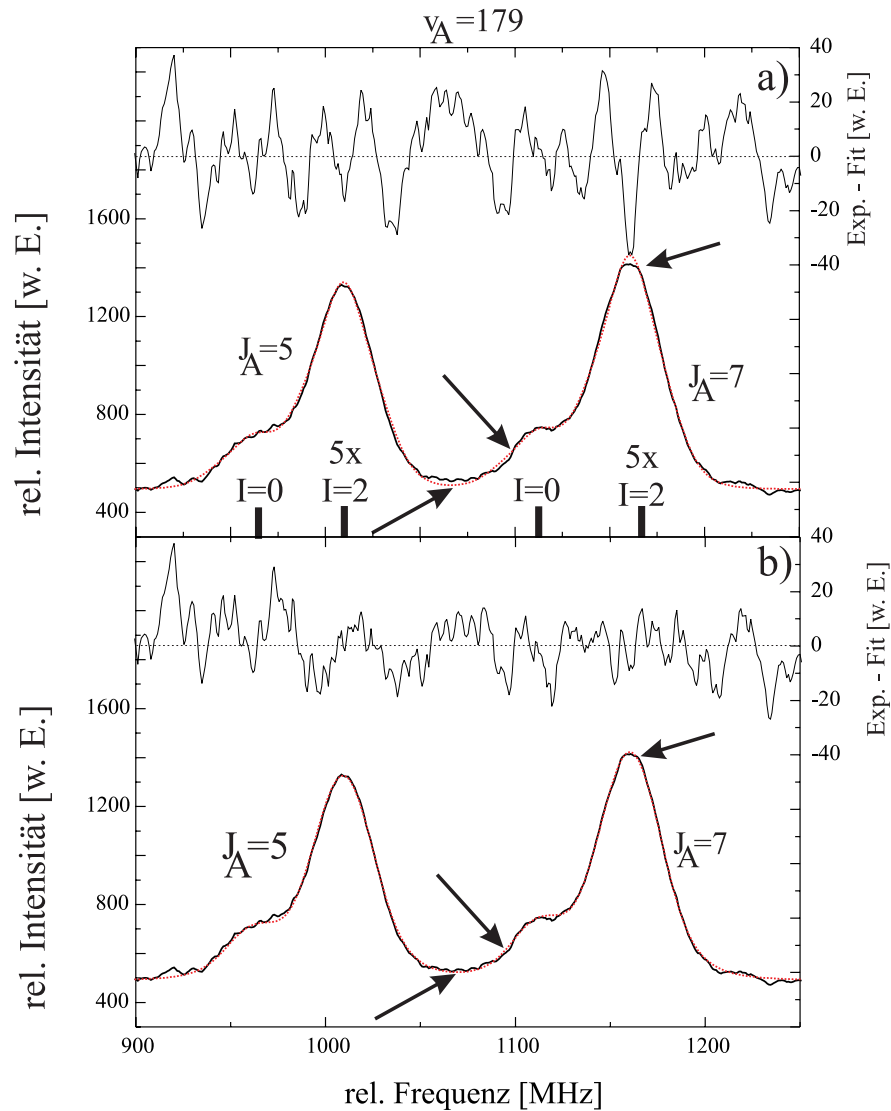 v_A=179
a)
40
20
0
-20
-40
Exp. - Fit [w. E.]
1600
1300
800
400
rel. Intensität [w. E.]
J_A=5
J_A=7
5x
5x
I=0
I=2
I=0
I=2
b)
40
20
0
-20
-40
Exp. - Fit [w. E.]
1600
1200
800
400
rel. Intensität [w. E.]
J_A=5
J_A=7
900
1000
1100
1200
rel. Frequenz [MHz]